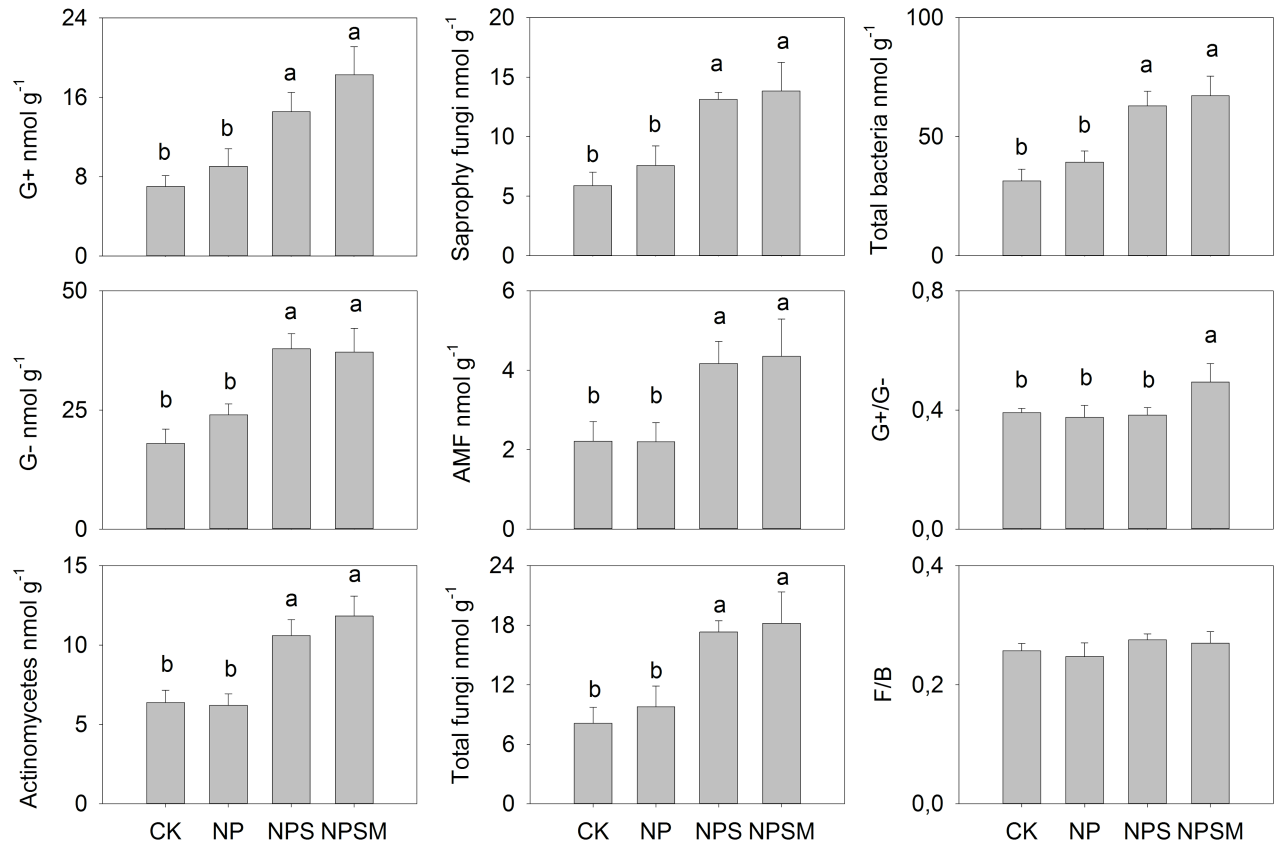 G+ nmol g-1
24
16
8
0
b
b
a
a
Saprophy fungi nmol g-1
20
15
10
5
0
b
b
a
a
Total bacteria nmol g-1
100
50
0
b
b
a
a
G- nmol g-1
50
25
0
b
b
a
a
AMF nmol g-1
6
4
2
0
b
b
a
a
G+/G-
0,8
0,4
0,0
b
b
b
a
Actinomycetes nmol g-1
15
10
5
0
b
b
a
a
CK NP NPS NPSM
Total fungi nmol g-1
24
18
12
6
0
b
b
a
a
CK NP NPS NPSM
F/B
0,4
0,2
0,0
CK NP NPS NPSM